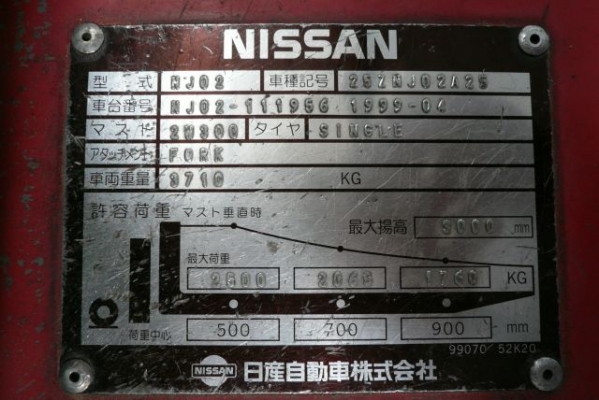 NISSAN
型式 NJ02 車種記号 25ZNJ02A25
車台番号 NJ02-111956 1999-04
マスト 2W300 タイヤ SINGLE
アタッチメント FORK
車両重量 3710 KG
許容荷重 マスト垂直時
最大揚高 3000 mm
最大荷重
1760 KG
荷重中心 500 700 900 mm
99070 52K20
NISSAN 日産自動車株式会社